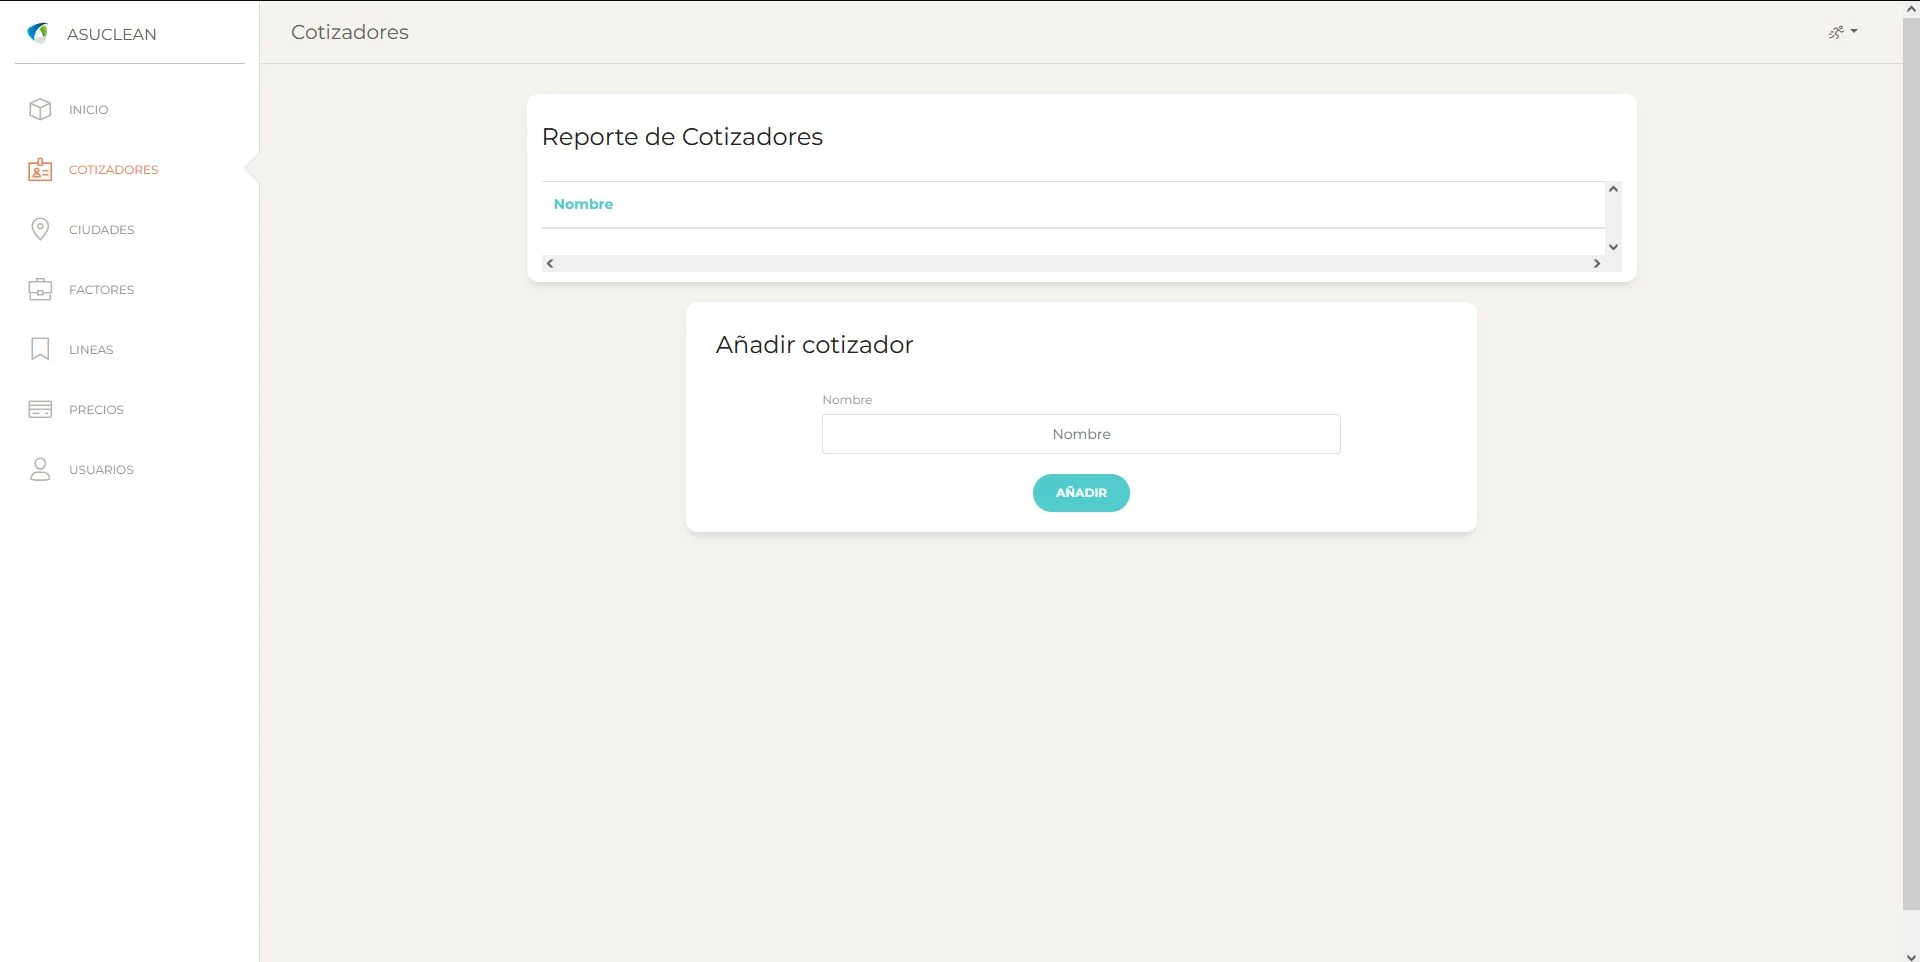 ASUCLEAN
Cotizadores
INICIO
COTIZADORES
CIUDADES
FACTORES
LINEAS
PRECIOS
USUARIOS
Reporte de Cotizadores
Nombre
Añadir cotizador
Nombre
Nombre
AÑADIR